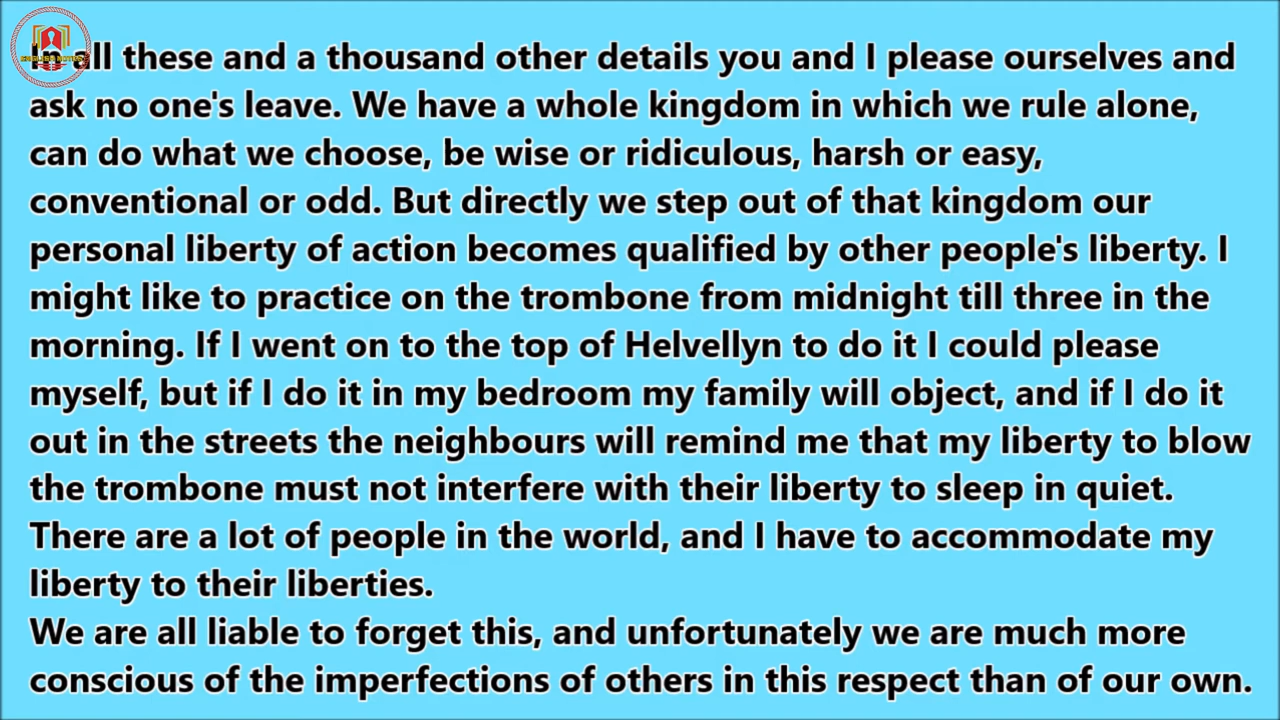 In all these and a thousand other details you and I please ourselves and
ask no one's leave. We have a whole kingdom in which we rule alone,
can do what we choose, be wise or ridiculous, harsh or easy,
conventional or odd. But directly we step out of that kingdom our
personal liberty of action becomes qualified by other people's liberty. I
might like to practice on the trombone from midnight till three in the
morning. If I went on to the top of Helvellyn to do it I could please
myself, but if I do it in my bedroom my family will object, and if I do it
out in the streets the neighbours will remind me that my liberty to blow
the trombone must not interfere with their liberty to sleep in quiet.
There are a lot of people in the world, and I have to accommodate my
liberty to their liberties.
We are all liable to forget this, and unfortunately we are much more
conscious of the imperfections of others in this respect than of our own.